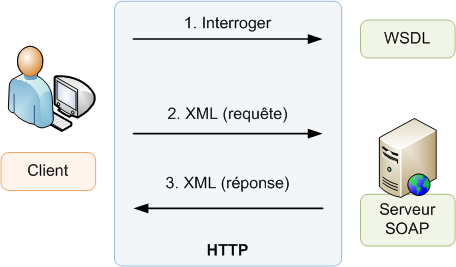 1. Interroger
WSDL
2. XML (requête)
Client
3. XML (réponse)
Serveur
SOAP
HTTP